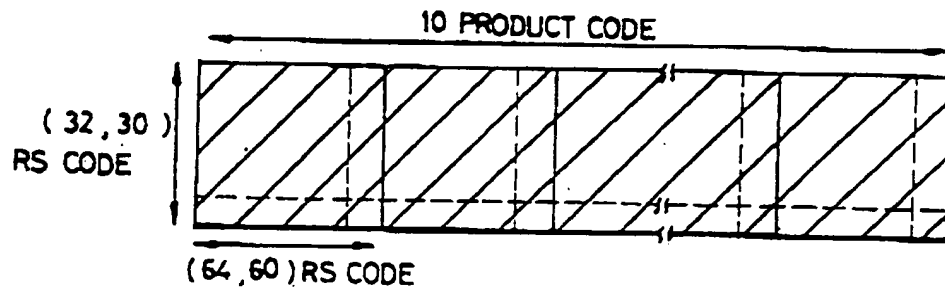 10 PRODUCT CODE
( 32 , 30 )
RS CODE
( 64 , 60 ) RS CODE